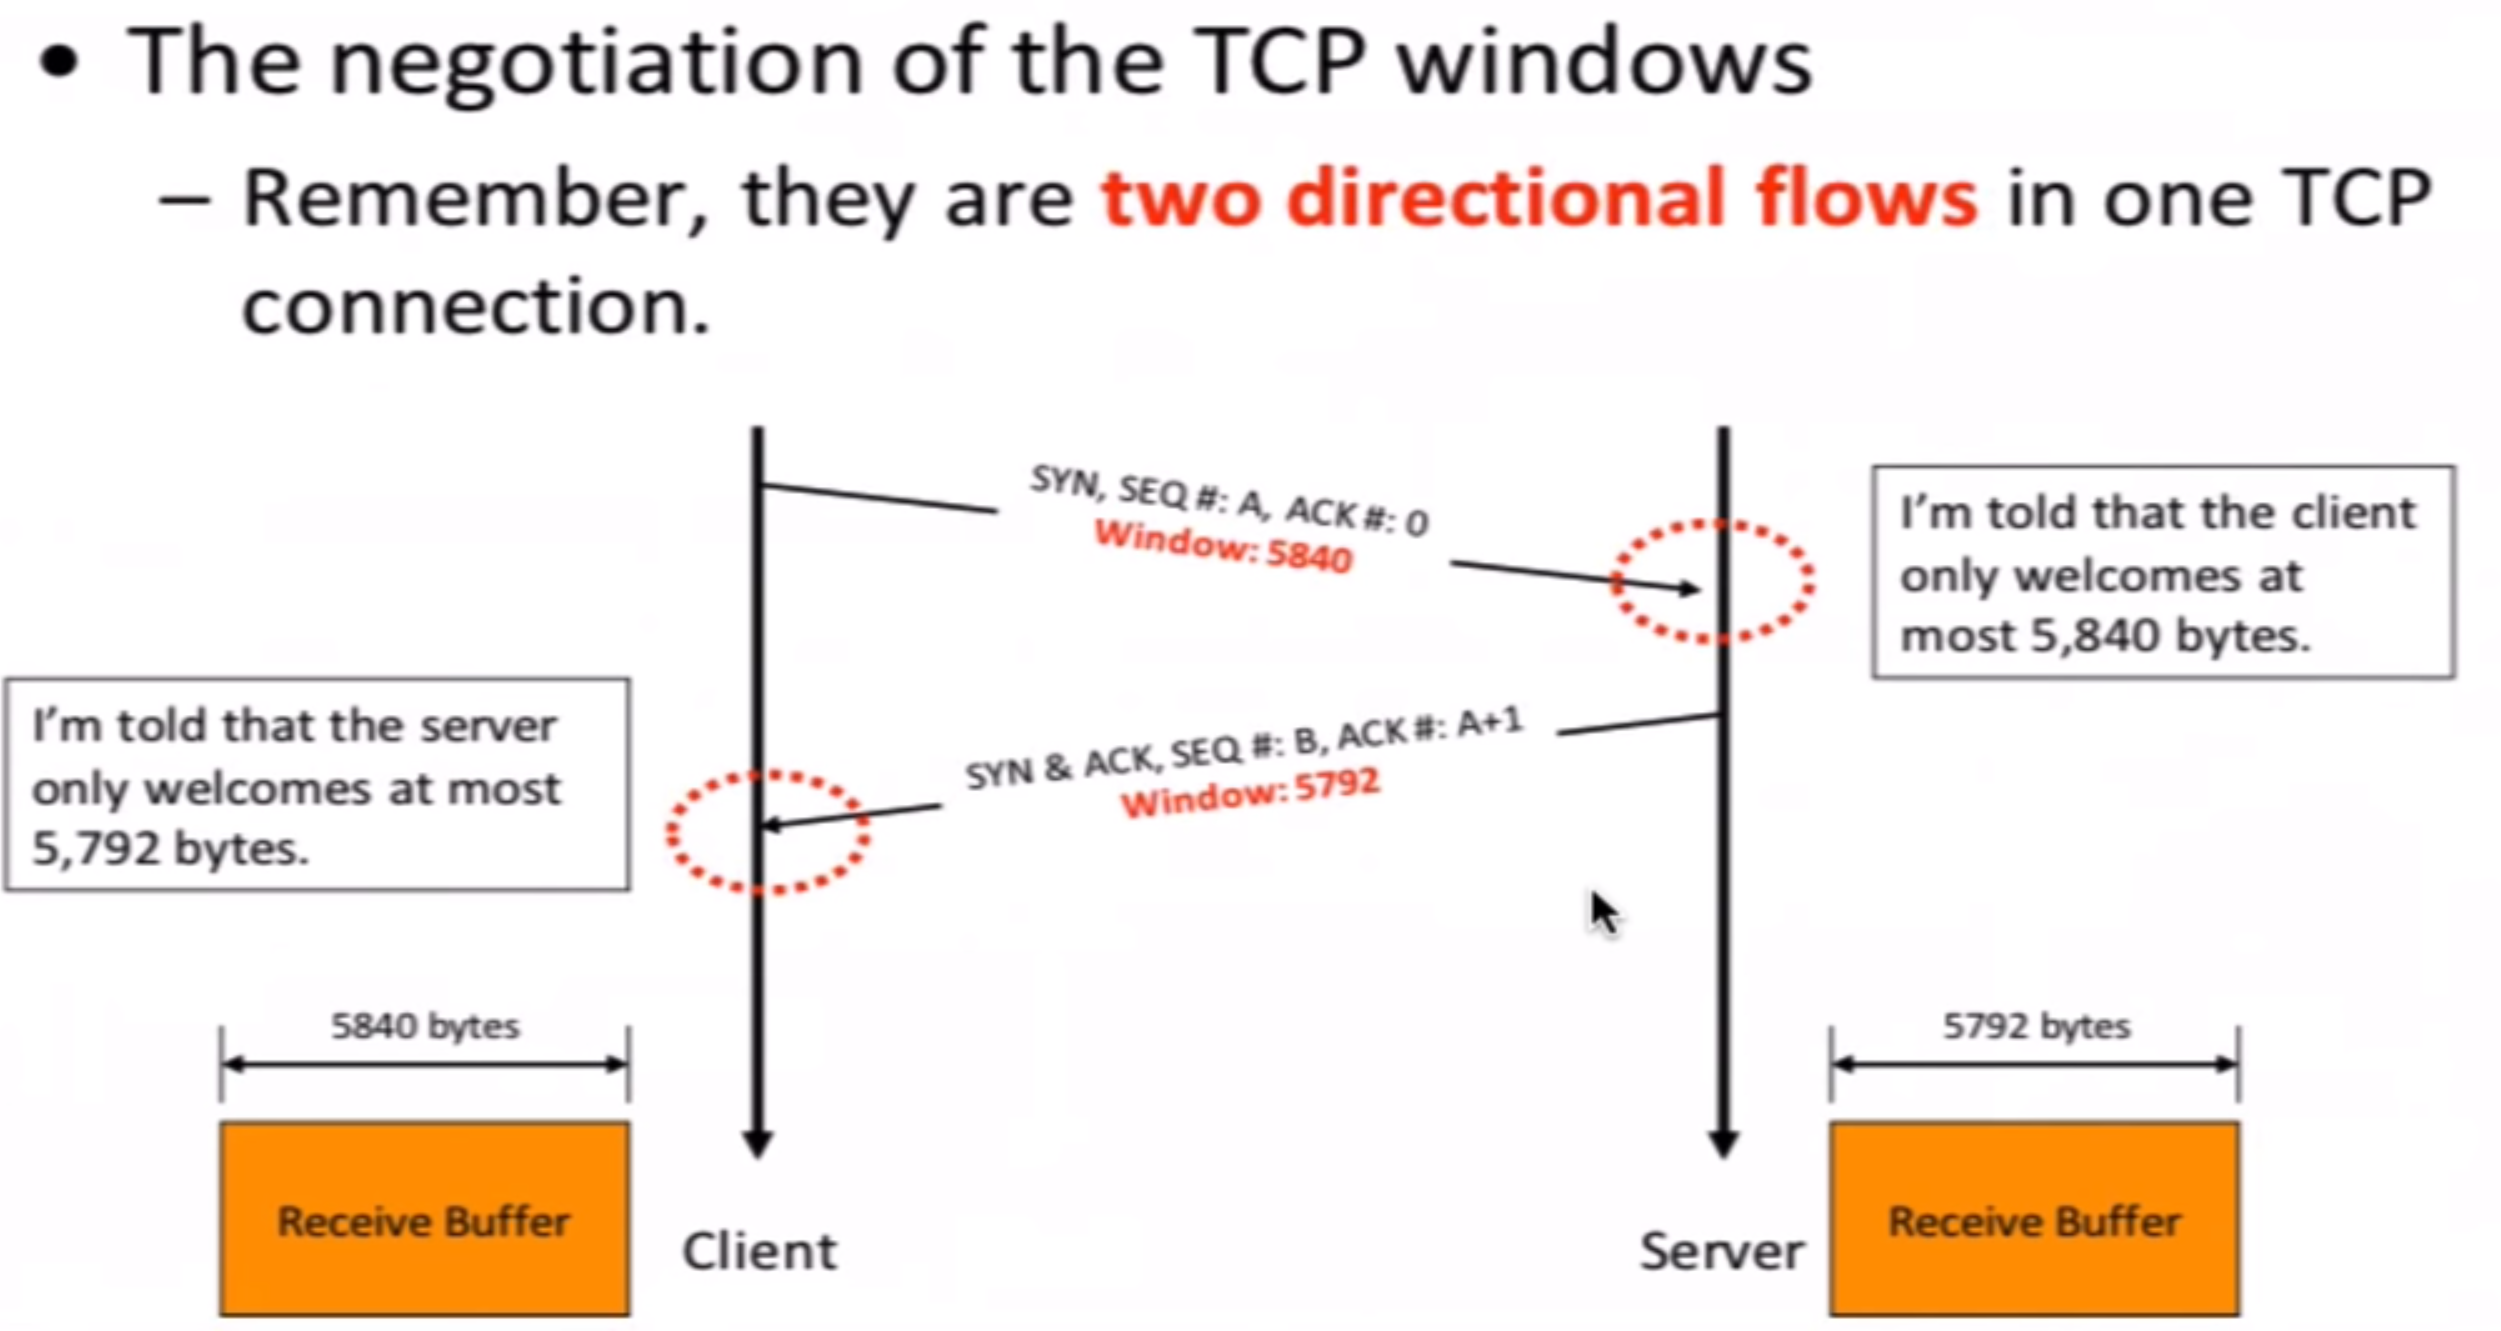 • The negotiation of the TCP windows
– Remember, they are two directional flows in one TCP
connection.
SYN, SEQ #: A, ACK #: 0
Window: 5840
I'm told that the client
only welcomes at
most 5,840 bytes.
I'm told that the server
only welcomes at most
5,792 bytes.
SYN & ACK, SEQ #: B, ACK #: A+1
Window: 5792
5840 bytes
5792 bytes
Receive Buffer
Client
Server
Receive Buffer